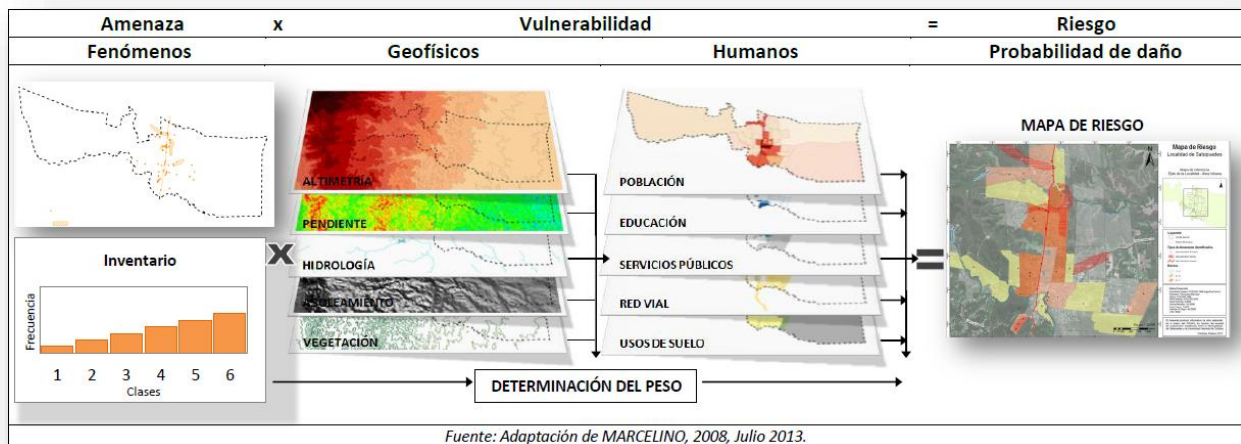 Amenaza x Vulnerabilidad = Riesgo
Fenómenos Geofísicos Humanos Probabilidad de daño
MAPA DE RIESGO
ALTIMETRÍA
PENDIENTE
HIDROLOGÍA
ASOLEAMIENTO
VEGETACIÓN
POBLACIÓN
EDUCACIÓN
SERVICIOS PÚBLICOS
RED VIAL
USOS DE SUELO
Mapa de Riesgo
Localidad de Salsipuedes
X
=
Inventario
Frecuencia
1 2 3 4 5 6
Clases
DETERMINACIÓN DEL PESO
Fuente: Adaptación de MARCELINO, 2008, Julio 2013.